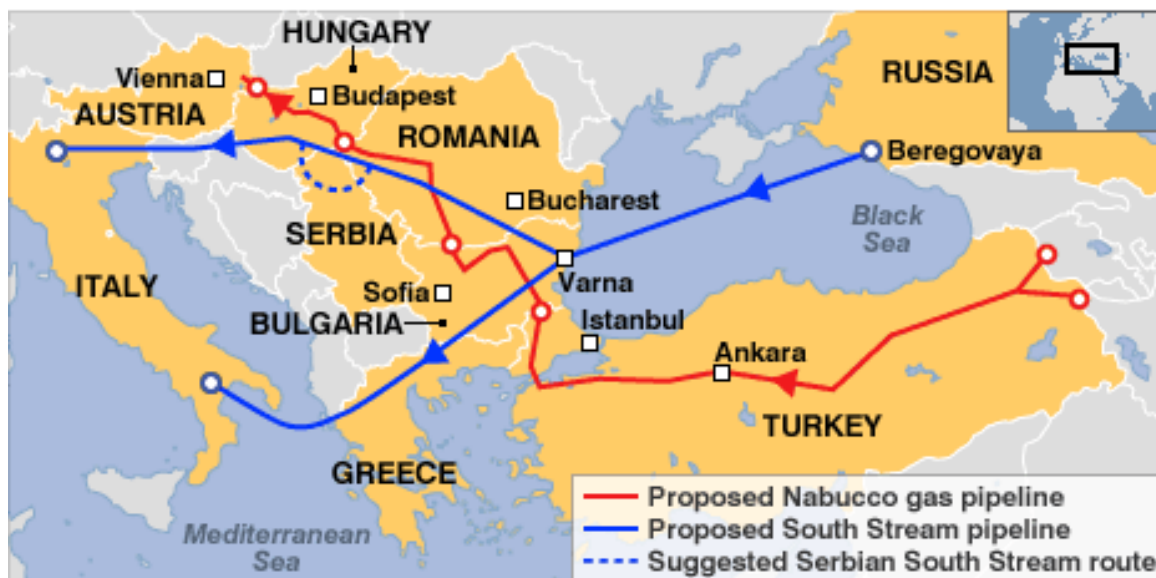 HUNGARY
Vienna
Budapest
AUSTRIA
ROMANIA
RUSSIA
Beregovaya
Bucharest
Black
Sea
SERBIA
ITALY
Varna
Sofia
BULGARIA
Istanbul
Ankara
TURKEY
GREECE
Mediterranean
Sea
Proposed Nabucco gas pipeline
Proposed South Stream pipeline
Suggested Serbian South Stream route